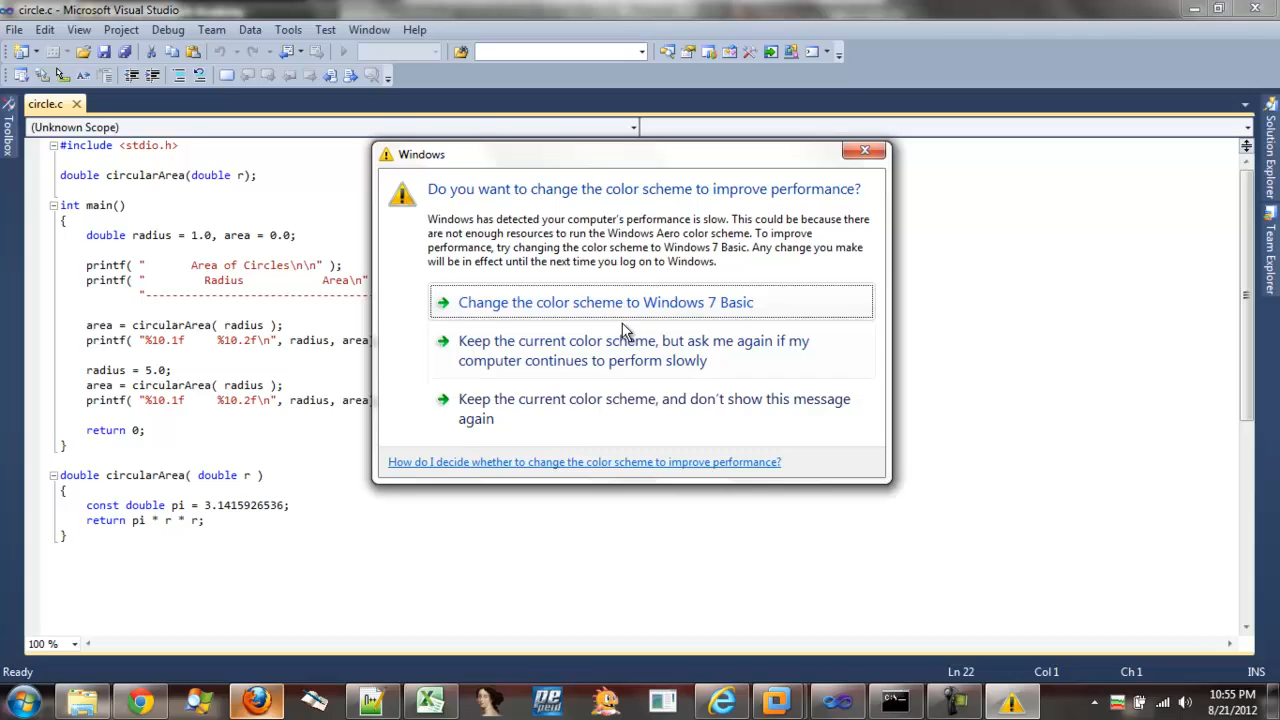 circle.c - Microsoft Visual Studio
File Edit View Project Debug Team Data Tools Test Window Help
circle.c
(Unknown Scope)
Toolbox
Solution Explorer
Team Explorer
#include <stdio.h>
double circularArea(double r);
int main()
{
double radius = 1.0, area = 0.0;
printf( " Area of Circles\n\n" );
printf( " Radius Area\n"
"-----------------------------------
area = circularArea( radius );
printf( "%10.1f %10.2f\n", radius, area
radius = 5.0;
area = circularArea( radius );
printf( "%10.1f %10.2f\n", radius, area
return 0;
}
double circularArea( double r )
{
const double pi = 3.1415926536;
return pi * r * r;
}
Windows
Do you want to change the color scheme to improve performance?
Windows has detected your computer's performance is slow. This could be because there
are not enough resources to run the Windows Aero color scheme. To improve
performance, try changing the color scheme to Windows 7 Basic. Any change you make
will be in effect until the next time you log on to Windows.
Change the color scheme to Windows 7 Basic
Keep the current color scheme, but ask me again if my
computer continues to perform slowly
Keep the current color scheme, and don't show this message
again
How do I decide whether to change the color scheme to improve performance?
100 %
Ready Ln 22 Col 1 Ch 1 INS
10:55 PM
8/21/2012